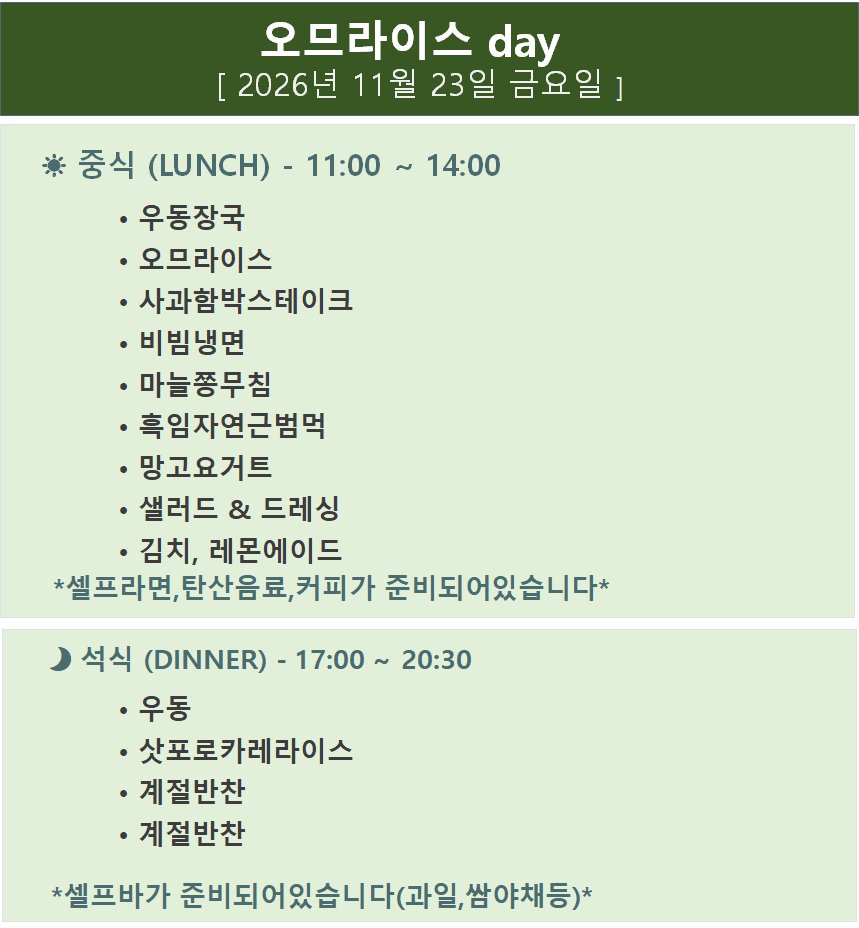 오므라이스 day
[ 2026년 11월 23일 금요일 ]
중식 (LUNCH) - 11:00 ~ 14:00
• 우동장국
• 오므라이스
• 사과함박스테이크
• 비빔냉면
• 마늘쫑무침
• 흑임자연근범먹
• 망고요거트
• 샐러드 & 드레싱
• 김치, 레몬에이드
*셀프라면,탄산음료,커피가 준비되어있습니다*
석식 (DINNER) - 17:00 ~ 20:30
• 우동
• 삿포로카레라이스
• 계절반찬
• 계절반찬
*셀프바가 준비되어있습니다(과일,쌈야채등)*